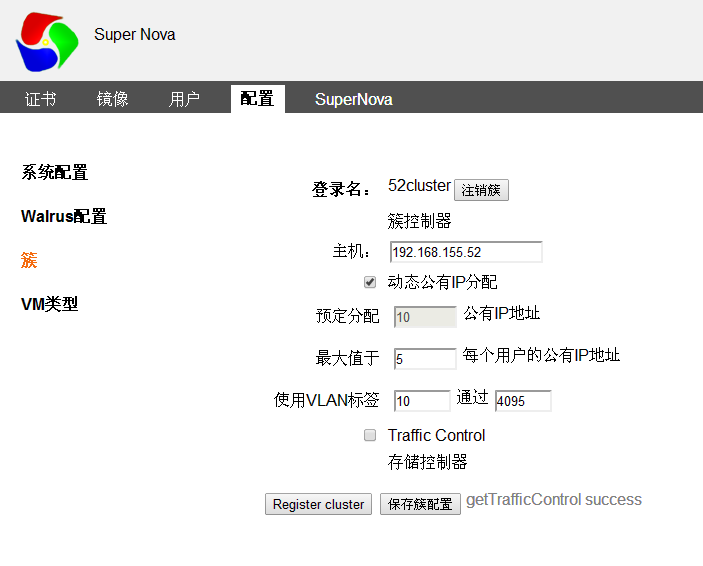 Super Nova
证书 镜像 用户 配置 SuperNova
系统配置
Walrus配置
簇
VM类型
登录名： 52cluster 注销簇
簇控制器
主机： 192.168.155.52
动态公有IP分配
预定分配 10 公有IP地址
最大值于 5 每个用户的公有IP地址
使用VLAN标签 10 通过 4095
Traffic Control
存储控制器
Register cluster 保存簇配置 getTrafficControl success